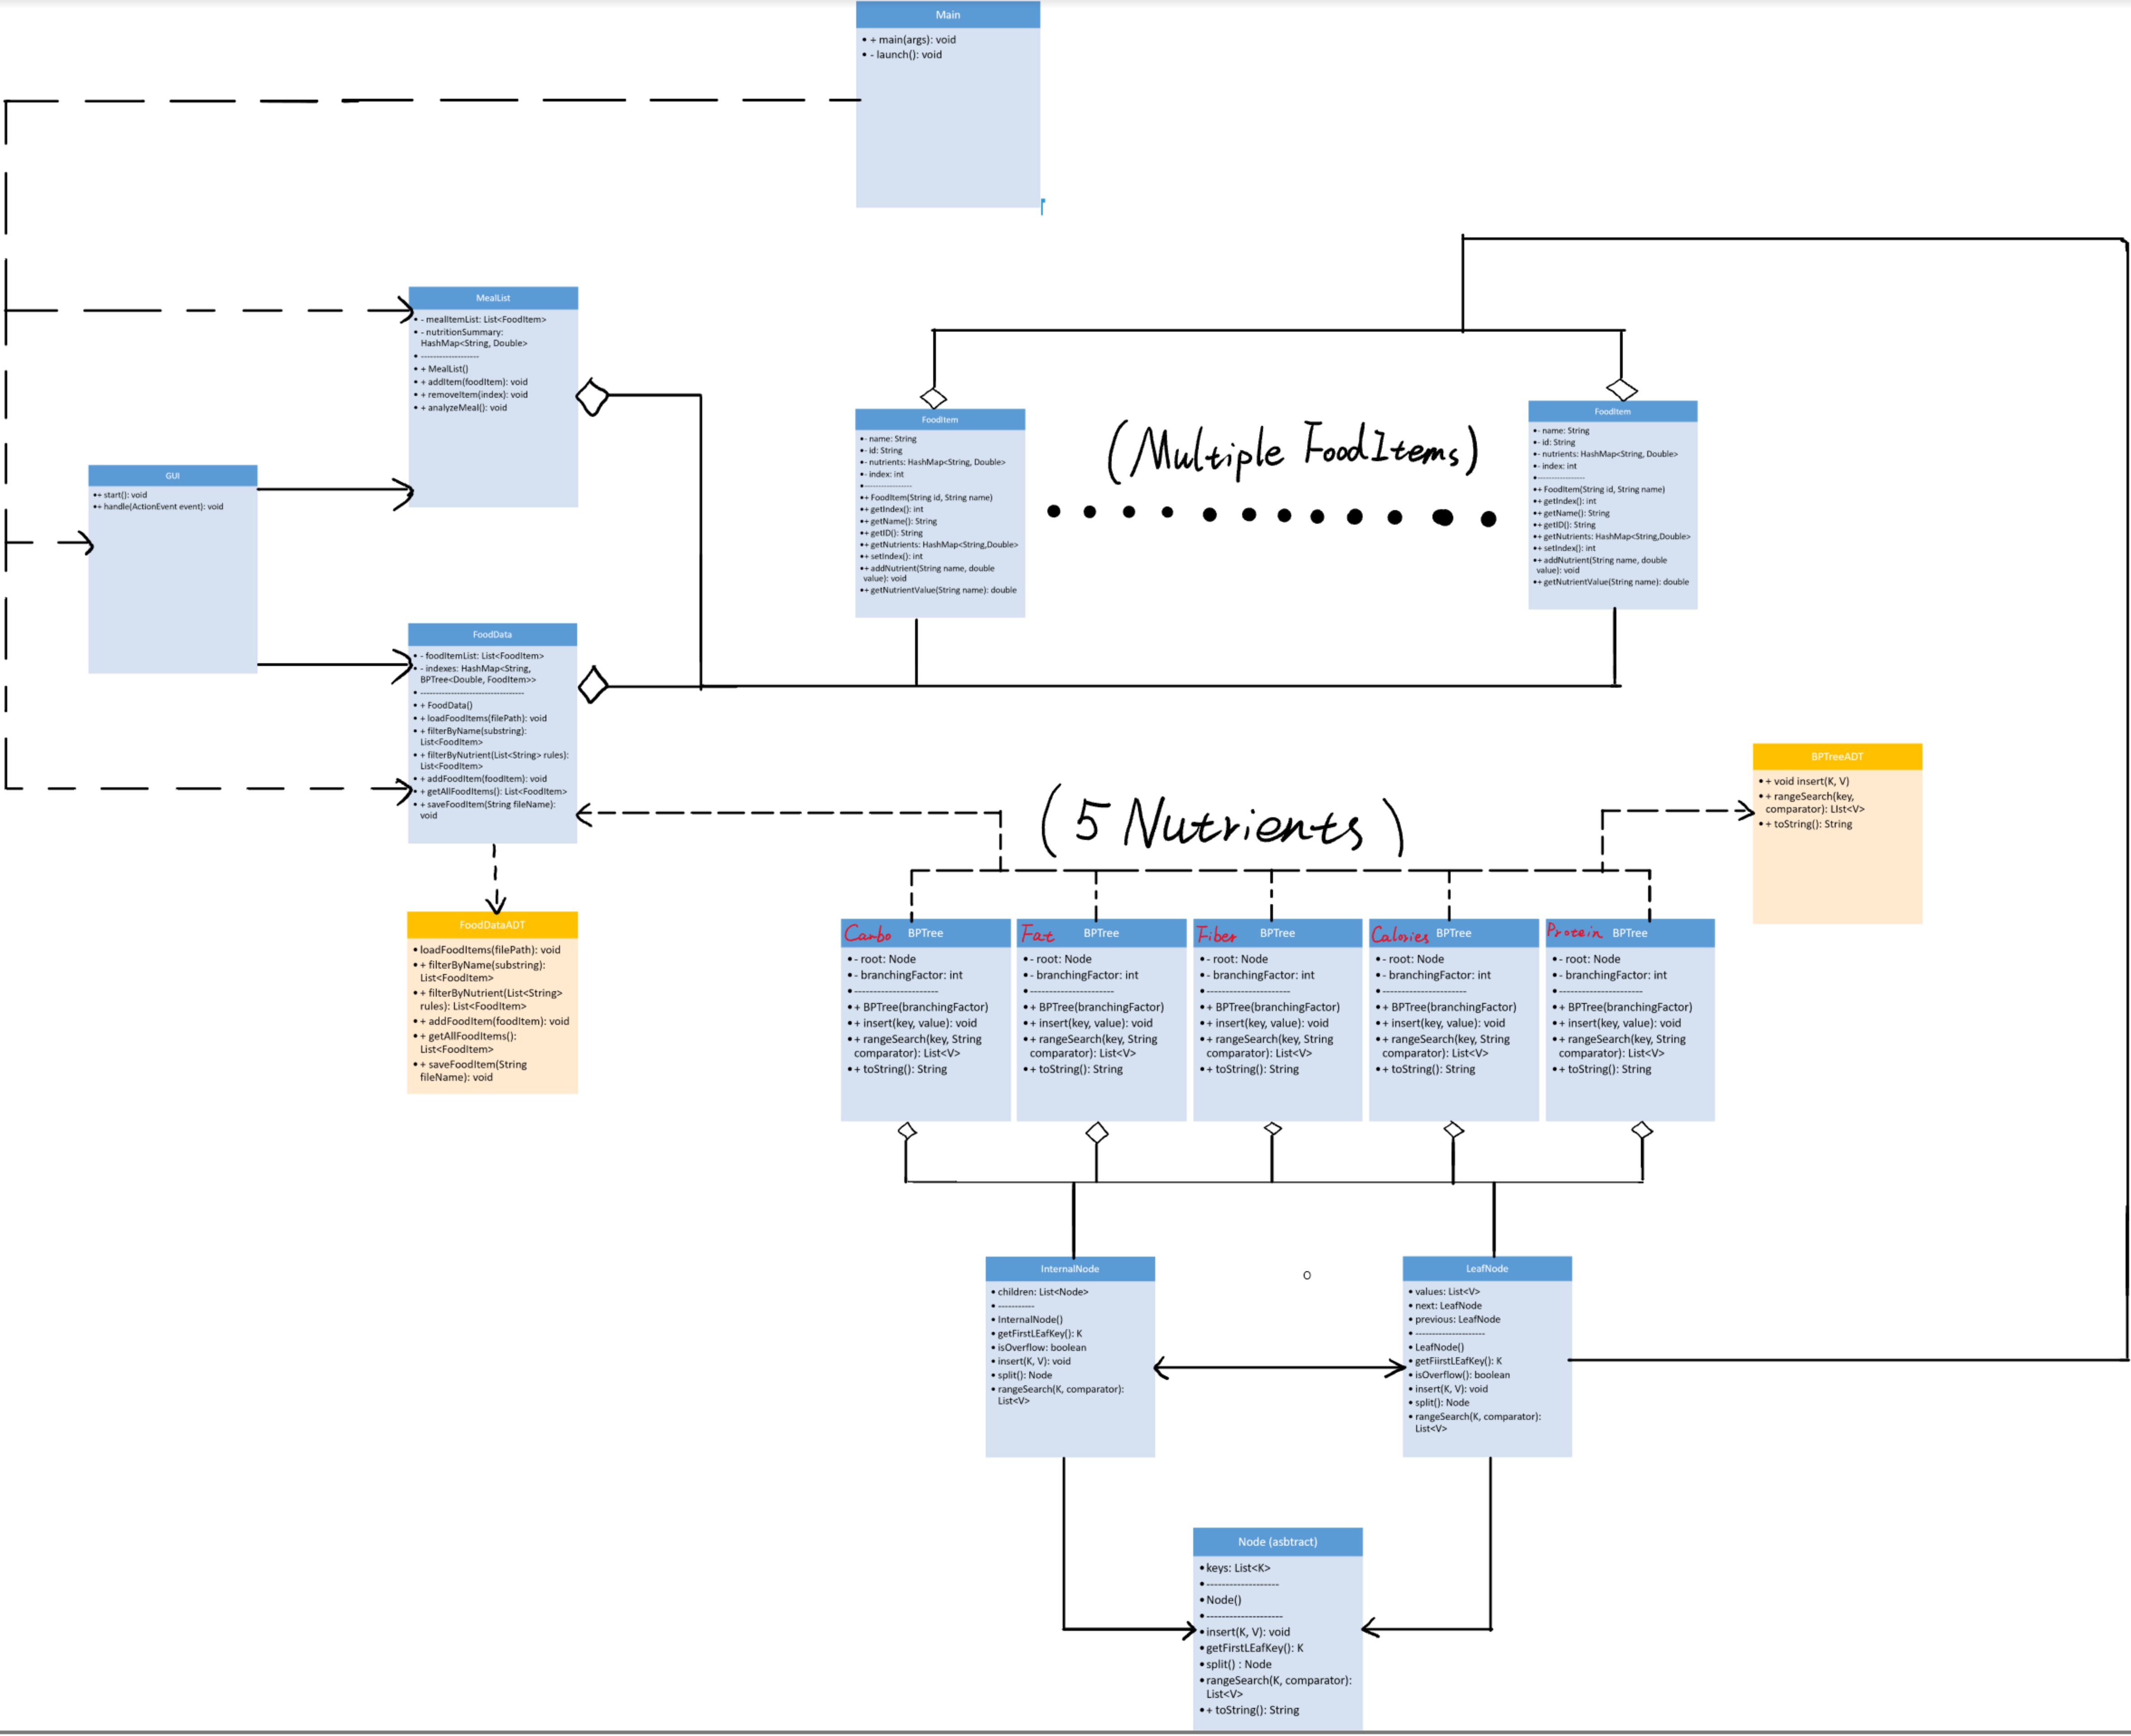 Main
• + main(args): void
• - launch(): void
MealList
• - mealItemList: List<FoodItem>
• - nutritionSummary:
HashMap<String, Double>
• -------------------
• + MealList()
• + addItem(foodItem): void
• + removeItem(index): void
• + analyzeMeal(): void
GUI
•+ start(): void
•+ handle(ActionEvent event): void
FoodItem
•- name: String
•- id: String
•- nutrients: HashMap<String, Double>
•- index: int
•----------------
•+ FoodItem(String id, String name)
•+ getIndex(): int
•+ getName(): String
•+ getID(): String
•+ getNutrients: HashMap<String,Double>
•+ setIndex(): int
•+ addNutrient(String name, double
value): void
•+ getNutrientValue(String name): double
(Multiple FoodItems)
FoodItem
•- name: String
•- id: String
•- nutrients: HashMap<String, Double>
•- index: int
•----------------
•+ FoodItem(String id, String name)
•+ getIndex(): int
•+ getName(): String
•+ getID(): String
•+ getNutrients: HashMap<String,Double>
•+ setIndex(): int
•+ addNutrient(String name, double
value): void
•+ getNutrientValue(String name): double
FoodData
• - foodItemList: List<FoodItem>
• - indexes: HashMap<String,
BPTree<Double, FoodItem>>
• ----------------------------------
• + FoodData()
• + loadFoodItems(filePath): void
• + filterByName(substring):
List<FoodItem>
• + filterByNutrient(List<String> rules):
List<FoodItem>
• + addFoodItem(foodItem): void
• + getAllFoodItems(): List<FoodItem>
• + saveFoodItem(String fileName):
void
FoodDataADT
• loadFoodItems(filePath): void
• + filterByName(substring):
List<FoodItem>
• + filterByNutrient(List<String>
rules): List<FoodItem>
• + addFoodItem(foodItem): void
• + getAllFoodItems():
List<FoodItem>
• + saveFoodItem(String
fileName): void
(5 Nutrients)
BPTreeADT
• + void insert(K, V)
• + rangeSearch(key,
comparator): LIst<V>
• + toString(): String
Carbo BPTree
• - root: Node
• - branchingFactor: int
• ----------------------
• + BPTree(branchingFactor)
• + insert(key, value): void
• + rangeSearch(key, String
comparator): List<V>
• + toString(): String
Fat BPTree
• - root: Node
• - branchingFactor: int
• ----------------------
• + BPTree(branchingFactor)
• + insert(key, value): void
• + rangeSearch(key, String
comparator): List<V>
• + toString(): String
Fiber BPTree
• - root: Node
• - branchingFactor: int
• ----------------------
• + BPTree(branchingFactor)
• + insert(key, value): void
• + rangeSearch(key, String
comparator): List<V>
• + toString(): String
Calories BPTree
• - root: Node
• - branchingFactor: int
• ----------------------
• + BPTree(branchingFactor)
• + insert(key, value): void
• + rangeSearch(key, String
comparator): List<V>
• + toString(): String
Protein BPTree
• - root: Node
• - branchingFactor: int
• ----------------------
• + BPTree(branchingFactor)
• + insert(key, value): void
• + rangeSearch(key, String
comparator): List<V>
• + toString(): String
InternalNode
• children: List<Node>
• -----------
• InternalNode()
• getFirstLEafKey(): K
• isOverflow: boolean
• insert(K, V): void
• split(): Node
• rangeSearch(K, comparator):
List<V>
LeafNode
• values: List<V>
• next: LeafNode
• previous: LeafNode
• --------------------
• LeafNode()
• getFiirstLEafKey(): K
• isOverflow(): boolean
• insert(K, V): void
• split(): Node
• rangeSearch(K, comparator):
List<V>
Node (asbtract)
• keys: List<K>
• -------------------
• Node()
• --------------------
• insert(K, V): void
• getFirstLEafKey(): K
• split() : Node
• rangeSearch(K, comparator):
List<V>
• + toString(): String